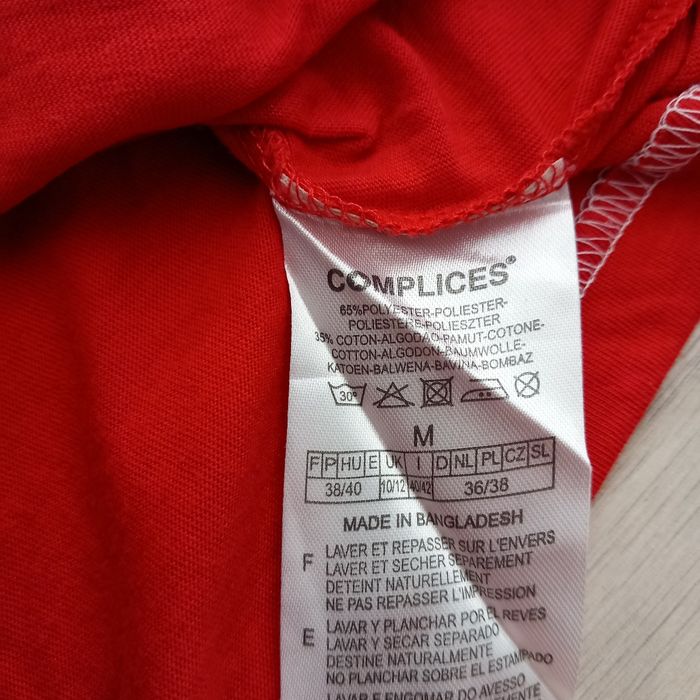 COMPLICES®
65%POLYESTER-POLIESTER-
POLIESTERE-POLIESZTER
35% COTON-ALGODAO-PAMUT-COTONE-
COTTON-ALGODON-BAUMWOLLE-
KATOEN-BALWENA-BAVINA-BOMBAZ
30°
M
F P HU E UK I D NL PL CZ SL
38/40 10/12 40/42 36/38
MADE IN BANGLADESH
F LAVER ET REPASSER SUR L'ENVERS
LAVER ET SECHER SEPAREMENT
DETEINT NATURELLEMENT
NE PAS REPASSER L'IMPRESSION
E LAVAR Y PLANCHAR POR EL REVES
LAVAR Y SECAR SEPARADO
DESTINE NATURALMENTE
NO PLANCHAR SOBRE EL ESTAMPADO
LAVAR E ENGOMAR DO AVESSO